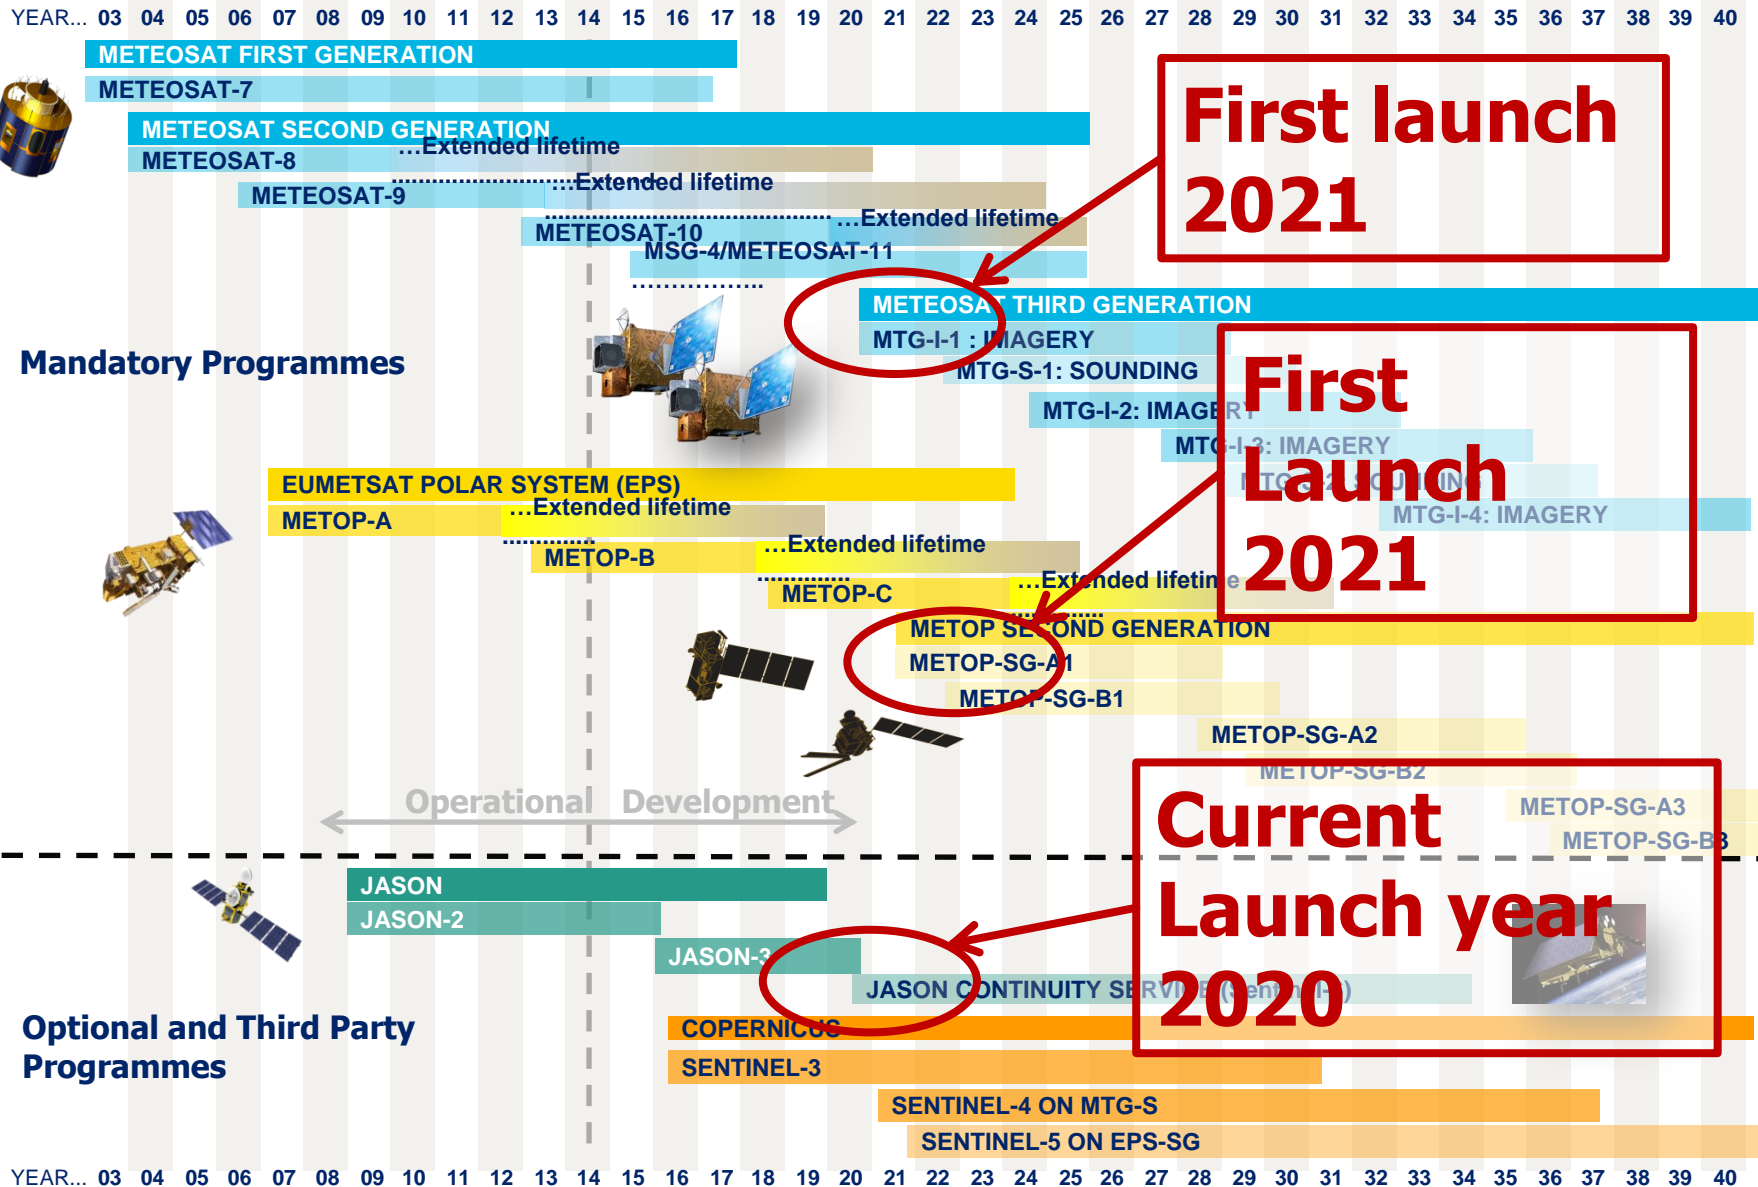 YEAR... 03 04 05 06 07 08 09 10 11 12 13 14 15 16 17 18 19 20 21 22 23 24 25 26 27 28 29 30 31 32 33 34 35 36 37 38 39 40
METEOSAT FIRST GENERATION
METEOSAT-7
METEOSAT SECOND GENERATION
…Extended lifetime
METEOSAT-8
…Extended lifetime
METEOSAT-9
…Extended lifetime
METEOSAT-10
MSG-4/METEOSAT-11
First launch
2021
METEOSAT THIRD GENERATION
MTG-I-1 : IMAGERY
MTG-S-1: SOUNDING
MTG-I-2: IMAGERY
MTG-I-3: IMAGERY
MTG-S-2: SOUNDING
MTG-I-4: IMAGERY
Mandatory Programmes
First
Launch
2021
EUMETSAT POLAR SYSTEM (EPS)
…Extended lifetime
METOP-A
…Extended lifetime
METOP-B
…Extended lifetime
METOP-C
METOP SECOND GENERATION
METOP-SG-A1
METOP-SG-B1
METOP-SG-A2
METOP-SG-B2
METOP-SG-A3
METOP-SG-B3
Operational Development
Current
Launch year
2020
JASON
JASON-2
JASON-3
JASON CONTINUITY SERVICE (Sentinel-6)
Optional and Third Party
Programmes
COPERNICUS
SENTINEL-3
SENTINEL-4 ON MTG-S
SENTINEL-5 ON EPS-SG
YEAR... 03 04 05 06 07 08 09 10 11 12 13 14 15 16 17 18 19 20 21 22 23 24 25 26 27 28 29 30 31 32 33 34 35 36 37 38 39 40